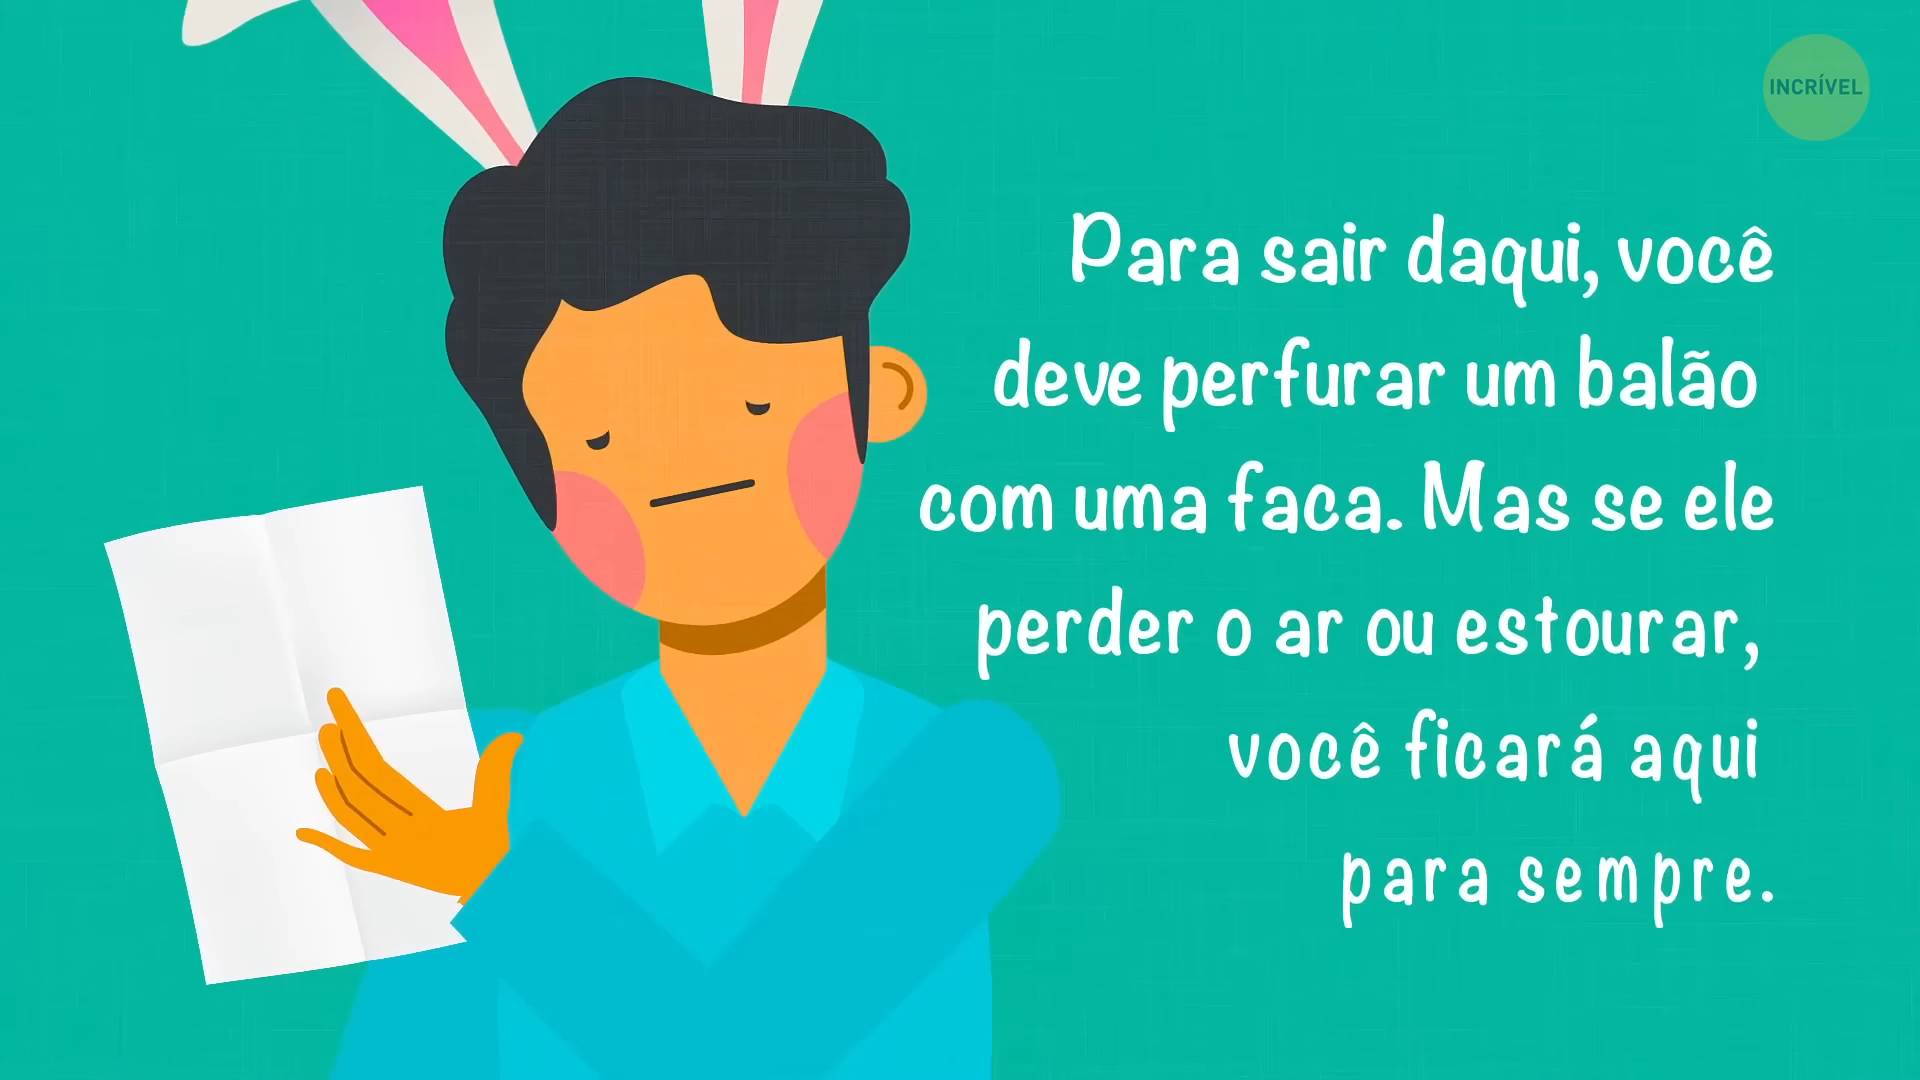 INCRÍVEL
Para sair daqui, você
deve perfurar um balão
com uma faca. Mas se ele
perder o ar ou estourar,
você ficará aqui
para sempre.